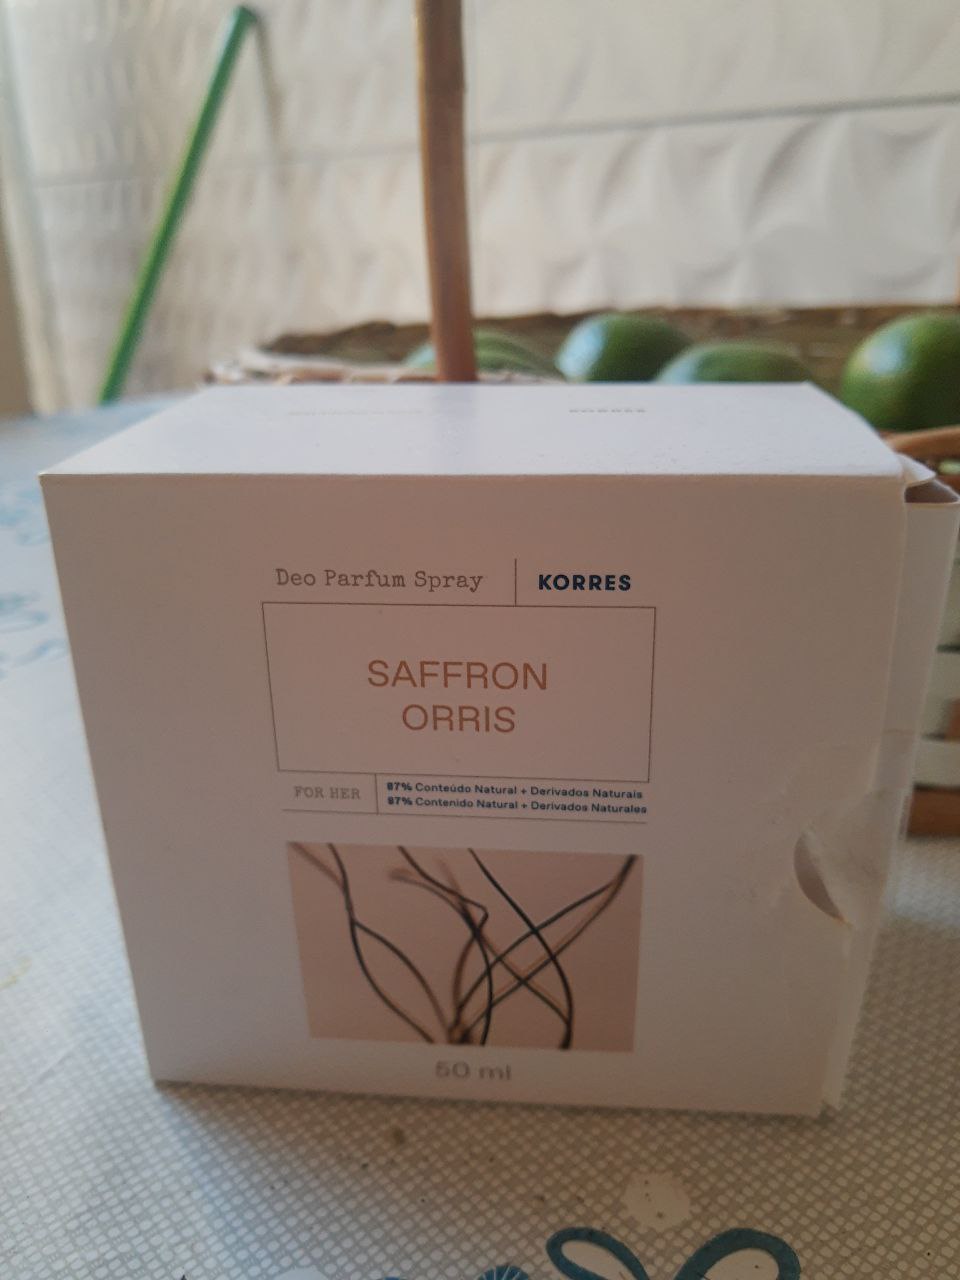 KORRES
Deo Parfum Spray
KORRES
SAFFRON
ORRIS
FOR HER
87% Conteúdo Natural + Derivados Naturais
87% Contenido Natural + Derivados Naturales
50 ml